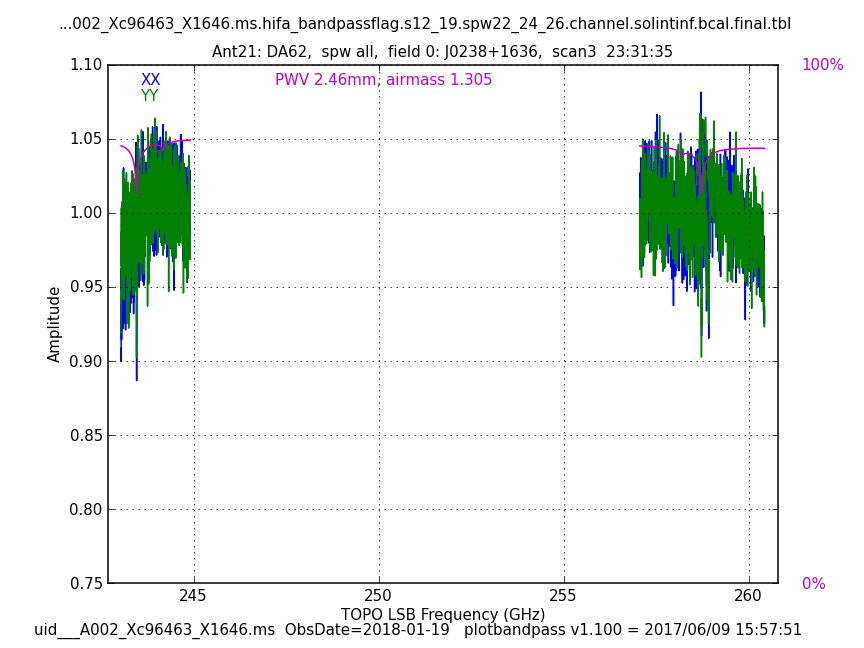 ...002_Xc96463_X1646.ms.hifa_bandpassflag.s12_19.spw22_24_26.channel.solintinf.bcal.final.tbl
Ant21: DA62,  spw all,  field 0: J0238+1636,  scan3  23:31:35
1.10
100%
XX
PWV 2.46mm, airmass 1.305
YY
1.05
1.00
0.95
Amplitude
0.90
0.85
0.80
0.75
0%
245
250
255
260
TOPO LSB Frequency (GHz)
uid___A002_Xc96463_X1646.ms  ObsDate=2018-01-19   plotbandpass v1.100 = 2017/06/09 15:57:51